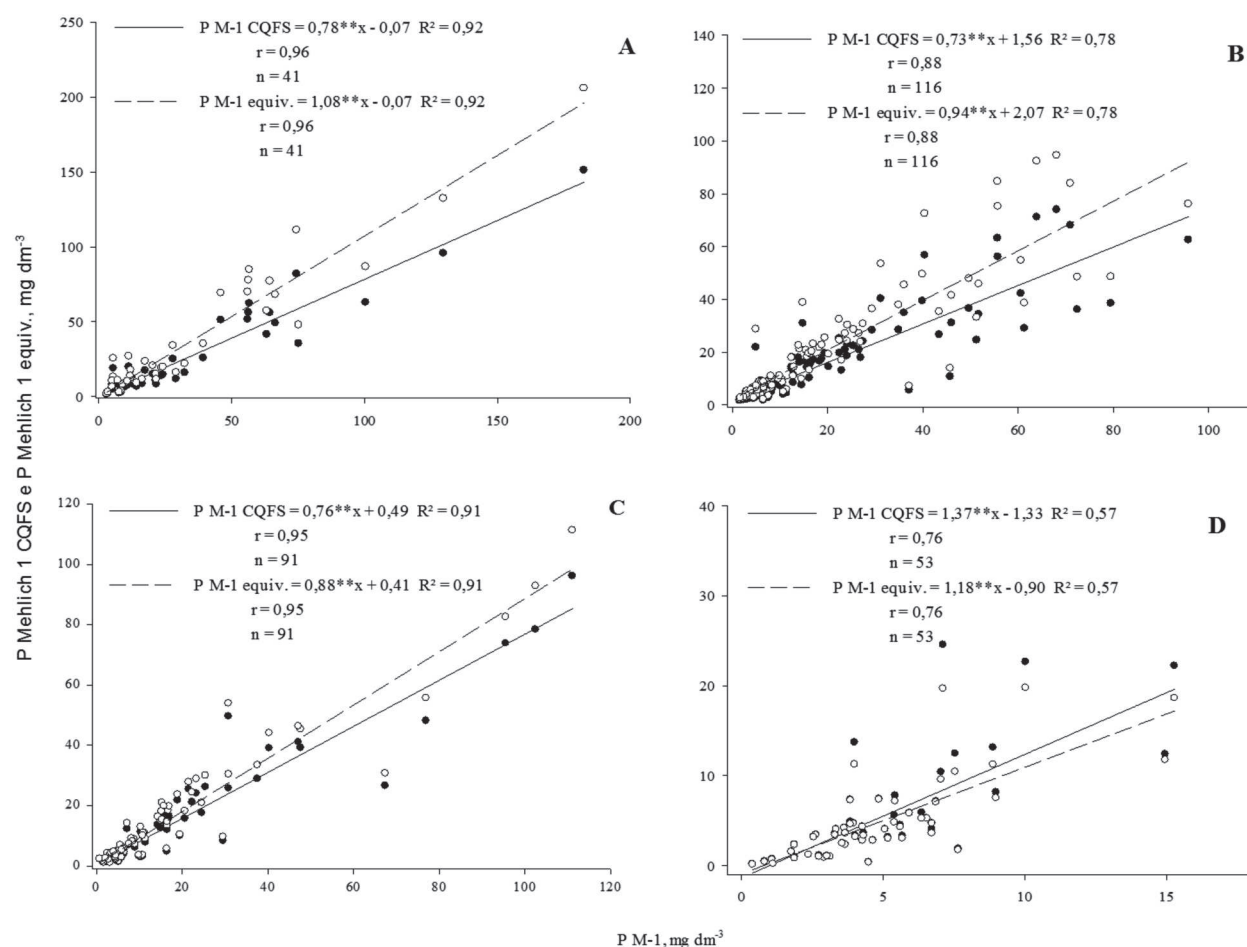 P Mehlich 1 CQFS e P Mehlich 1 equiv., mg dm⁻³
A
P M-1 CQFS = 0,78**x - 0,07 R² = 0,92
r = 0,96
n = 41
P M-1 equiv. = 1,08**x - 0,07 R² = 0,92
r = 0,96
n = 41
250
200
150
100
50
0
0 50 100 150 200
B
P M-1 CQFS = 0,73**x + 1,56 R² = 0,78
r = 0,88
n = 116
P M-1 equiv. = 0,94**x + 2,07 R² = 0,78
r = 0,88
n = 116
140
120
100
80
60
40
20
0
0 20 40 60 80 100
C
P M-1 CQFS = 0,76**x + 0,49 R² = 0,91
r = 0,95
n = 91
P M-1 equiv. = 0,88**x + 0,41 R² = 0,91
r = 0,95
n = 91
120
100
80
60
40
20
0
0 20 40 60 80 100 120
D
P M-1 CQFS = 1,37**x - 1,33 R² = 0,57
r = 0,76
n = 53
P M-1 equiv. = 1,18**x - 0,90 R² = 0,57
r = 0,76
n = 53
40
30
20
10
0
0 5 10 15
P M-1, mg dm⁻³